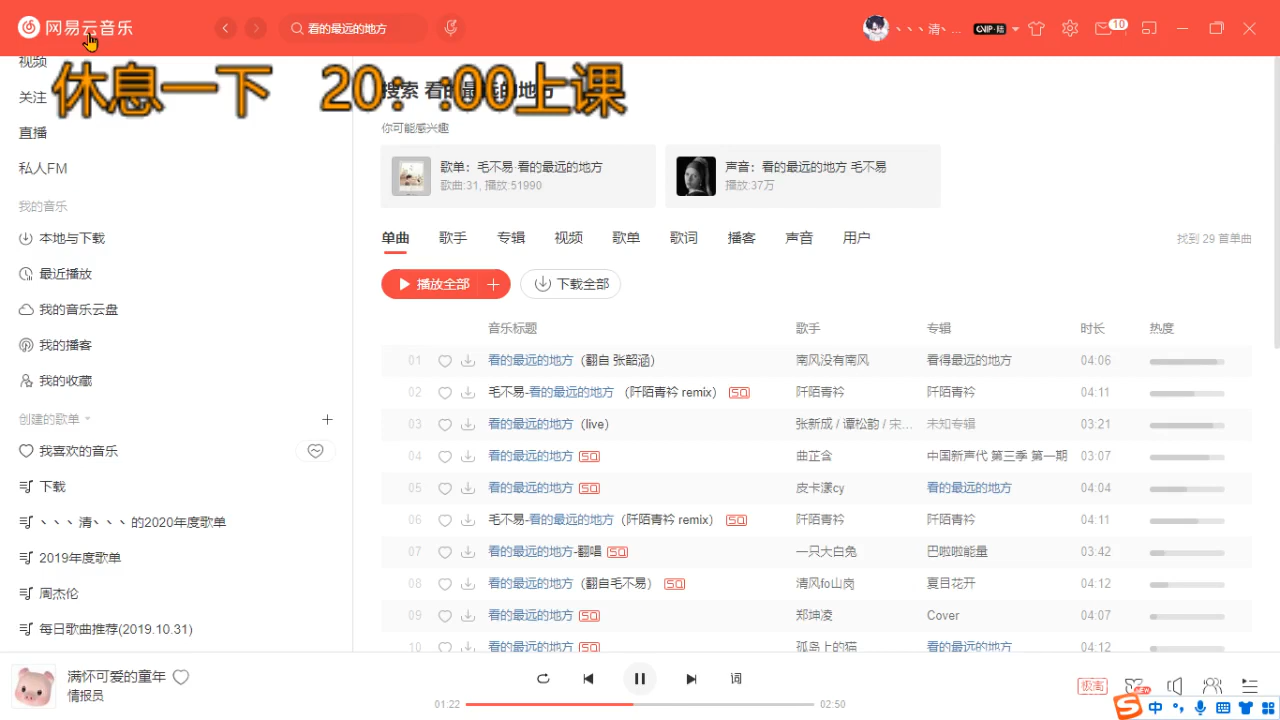 网易云音乐
看的最远的地方
、、、清、...
CVIP·陆
10
视频
休息一下 20: :00上课
搜索 看的最远的地方
关注
你可能感兴趣
直播
歌单：毛不易·看的最远的地方
歌曲:31, 播放:51990
声音：看的最远的地方 毛不易
播放:37万
私人FM
我的音乐
本地与下载
单曲 歌手 专辑 视频 歌单 歌词 播客 声音 用户
找到 29 首单曲
最近播放
播放全部
下载全部
我的音乐云盘
音乐标题 歌手 专辑 时长 热度
我的播客
01 看的最远的地方（翻自 张韶涵） 南风没有南风 看得最远的地方 04:06
我的收藏
02 毛不易-看的最远的地方 （阡陌青衿 remix） SQ 阡陌青衿 阡陌青衿 04:11
创建的歌单
03 看的最远的地方（live） 张新成 / 谭松韵 / 宋... 未知专辑 03:21
我喜欢的音乐
04 看的最远的地方 SQ 曲芷含 中国新声代 第三季 第一期 03:07
下载
05 看的最远的地方 SQ 皮卡漾cy 看的最远的地方 04:04
、、、清、、、的2020年度歌单
06 毛不易-看的最远的地方（阡陌青衿 remix） SQ 阡陌青衿 阡陌青衿 04:11
2019年度歌单
07 看的最远的地方-翻唱 SQ 一只大白兔 巴啦啦能量 03:42
周杰伦
08 看的最远的地方（翻自毛不易） SQ 清风fo山岗 夏目花开 04:12
09 看的最远的地方 SQ 郑坤凌 Cover 04:07
每日歌曲推荐(2019.10.31)
10 看的最远的地方 SQ 孤岛上的猫 看的最远的地方 04:12
满怀可爱的童年
情报员
词
01:22
02:50
极高
NEW
中